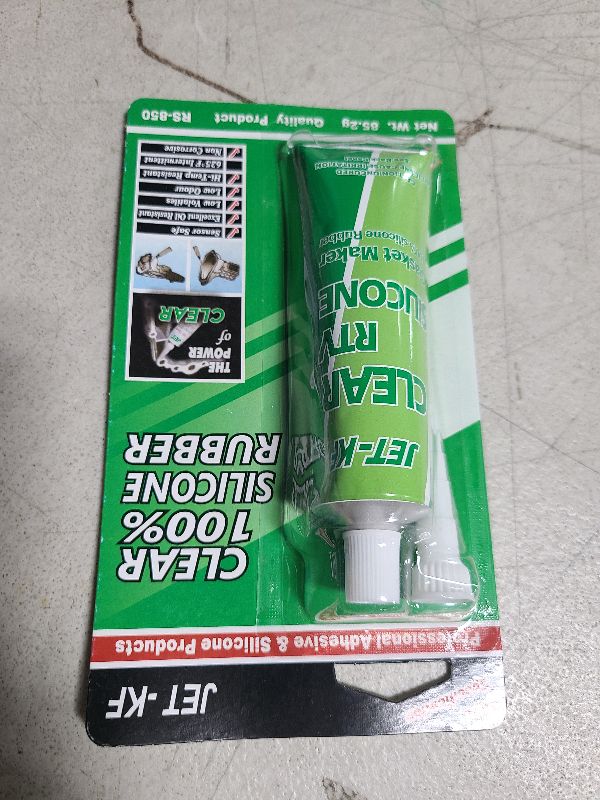 JET-KF
Professional Adhesive & Silicone Products
CLEAR
100%
SILICONE
RUBBER
THE
POWER
of
CLEAR
Sensor Safe
Excellent Oil Resistant
Low Volatiles
Low Odour
Hi-Temp Resistant
625°F Intermittent
Non Corrosive
JET-KF
CLEAR
RTV
SILICONE
Silicone Rubber
Net Wt. 85.2g Quality Product RS-850